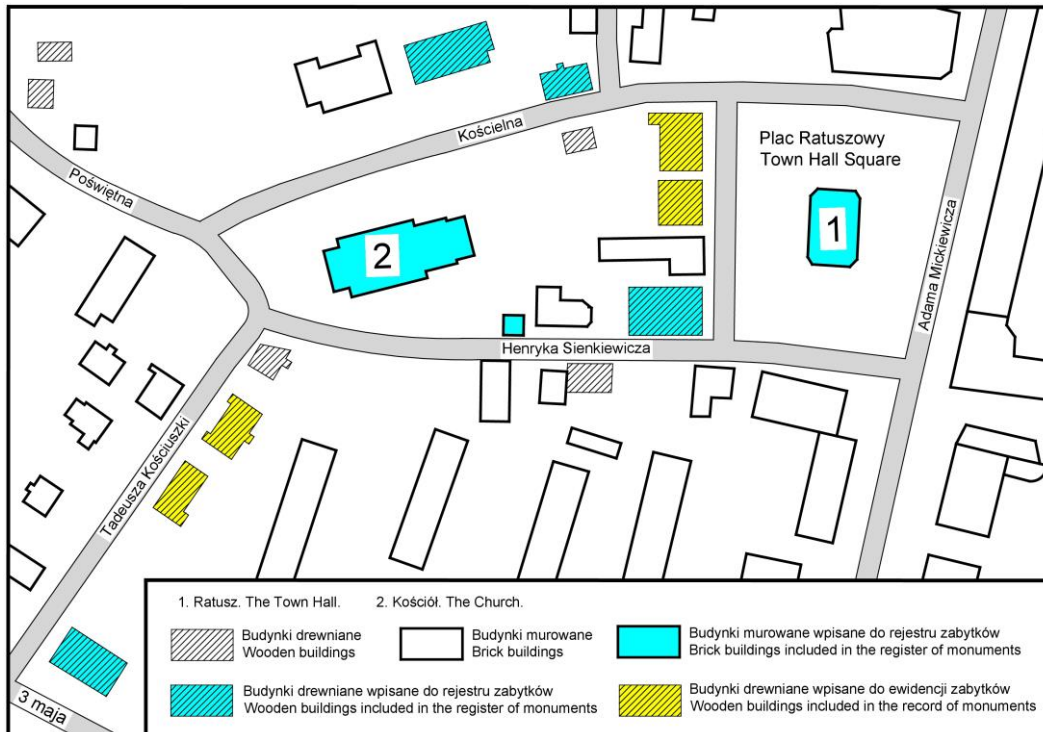 Kościelna
Plac Ratuszowy
Town Hall Square
Poświętna
1
2
Adama Mickiewicza
Henryka Sienkiewicza
Tadeusza Kościuszki
3 maja
1. Ratusz. The Town Hall.
2. Kościół. The Church.
Budynki drewniane
Wooden buildings
Budynki murowane
Brick buildings
Budynki murowane wpisane do rejestru zabytków
Brick buildings included in the register of monuments
Budynki drewniane wpisane do rejestru zabytków
Wooden buildings included in the register of monuments
Budynki drewniane wpisane do ewidencji zabytków
Wooden buildings included in the record of monuments